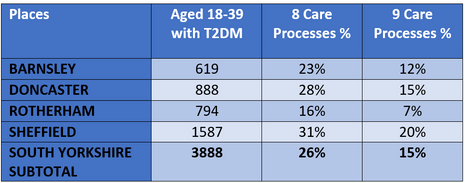 Places Aged 18-39 with T2DM 8 Care Processes % 9 Care Processes %
BARNSLEY 619 23% 12%
DONCASTER 888 28% 15%
ROTHERHAM 794 16% 7%
SHEFFIELD 1587 31% 20%
SOUTH YORKSHIRE SUBTOTAL 3888 26% 15%